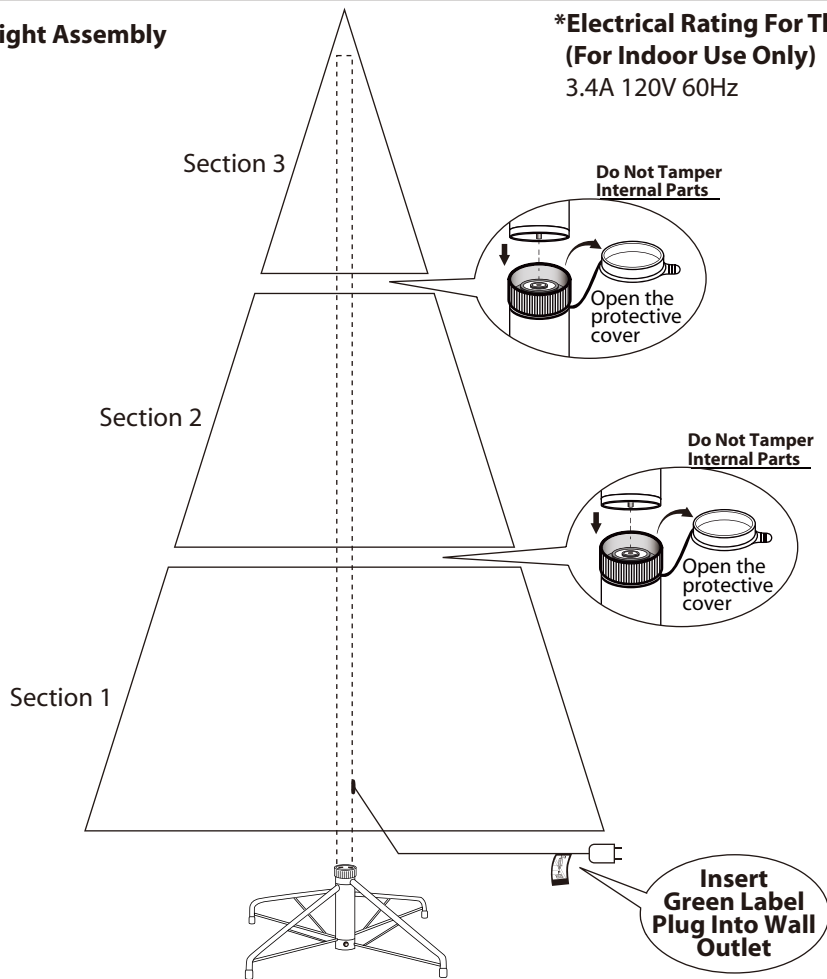 ight Assembly
*Electrical Rating For Th
(For Indoor Use Only)
3.4A 120V 60Hz
Section 3
Do Not Tamper
Internal Parts
Open the
protective
cover
Section 2
Do Not Tamper
Internal Parts
Open the
protective
cover
Section 1
Insert
Green Label
Plug Into Wall
Outlet